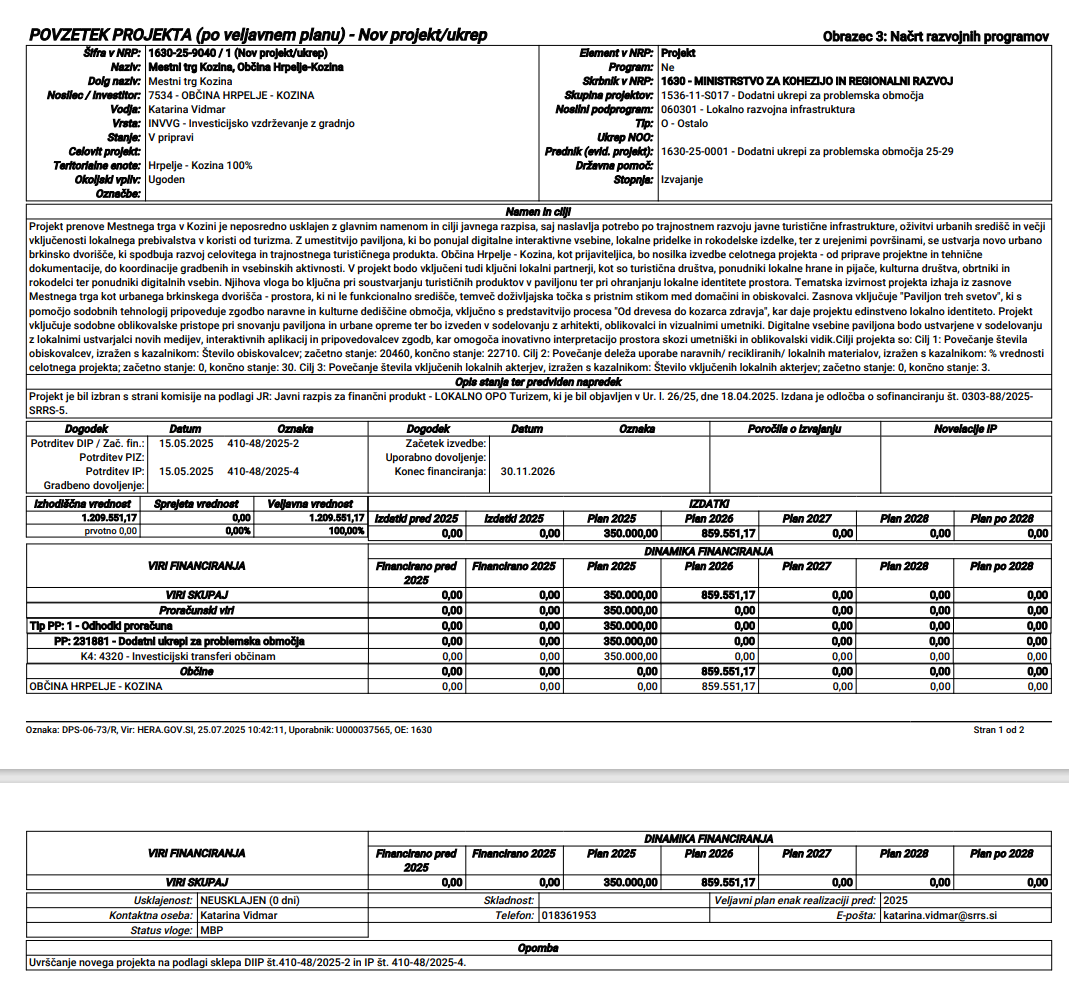 POVZETEK PROJEKTA (po veljavnem planu) - Nov projekt/ukrep
Obrazec 3: Načrt razvojnih programov
Šifra v NRP: 1630-25-9040 / 1 (Nov projekt/ukrep)
Naziv: Mestni trg Kozina, Občina Hrpelje-Kozina
Dolg naziv: Mestni trg Kozina
Nosilec / Investitor: 7534 - OBČINA HRPELJE - KOZINA
Vodja: Katarina Vidmar
Vrsta: INVVG - Investicijsko vzdrževanje z gradnjo
Stanje: V pripravi
Celovit projekt:
Teritorialne enote: Hrpelje - Kozina 100%
Okoljski vpliv: Ugoden
Označbe:
Element v NRP: Projekt
Program: Ne
Skrbnik v NRP: 1630 - MINISTRSTVO ZA KOHEZIJO IN REGIONALNI RAZVOJ
Skupina projektov: 1536-11-S017 - Dodatni ukrepi za problemska območja
Nosilni podprogram: 060301 - Lokalno razvojna infrastruktura
Tip: O - Ostalo
Ukrep NOO:
Prednik (evid. projekt): 1630-25-0001 - Dodatni ukrepi za problemska območja 25-29
Državna pomoč:
Stopnja: Izvajanje
Namen in cilji
Projekt prenove Mestnega trga v Kozini je neposredno usklajen z glavnim namenom in cilji javnega razpisa, saj naslavlja potrebo po trajnostnem razvoju javne turistične infrastrukture, oživitvi urbanih središč in večji
vključenosti lokalnega prebivalstva v koristi od turizma. Z umestitvijo paviljona, ki bo ponujal digitalne interaktivne vsebine, lokalne pridelke in rokodelske izdelke, ter z urejenimi površinami, se ustvarja novo urbano
brkinsko dvorišče, ki spodbuja razvoj celovitega in trajnostnega turističnega produkta. Občina Hrpelje - Kozina, kot prijaviteljica, bo nosilka izvedbe celotnega projekta - od priprave projektne in tehnične
dokumentacije, do koordinacije gradbenih in vsebinskih aktivnosti. V projekt bodo vključeni tudi ključni lokalni partnerji, kot so turistična društva, ponudniki lokalne hrane in pijače, kulturna društva, obrtniki in
rokodelci ter ponudniki digitalnih vsebin. Njihova vloga bo ključna pri soustvarjanju turističnih produktov v paviljonu ter pri ohranjanju lokalne identitete prostora. Tematska izvirnost projekta izhaja iz zasnove
Mestnega trga kot urbanega brkinskega dvorišča - prostora, ki ni le funkcionalno središče, temveč doživljajska točka s pristnim stikom med domačini in obiskovalci. Zasnova vključuje "Paviljon treh svetov", ki s
pomočjo sodobnih tehnologij pripoveduje zgodbo naravne in kulturne dediščine območja, vključno s predstavitvijo procesa "Od drevesa do kozarca zdravja", kar daje projektu edinstveno lokalno identiteto. Projekt
vključuje sodobne oblikovalske pristope pri snovanju paviljona in urbane opreme ter bo izveden v sodelovanju z arhitekti, oblikovalci in vizualnimi umetniki. Digitalne vsebine paviljona bodo ustvarjene v sodelovanju
z lokalnimi ustvarjalci novih medijev, interaktivnih aplikacij in pripovedovalcev zgodb, kar omogoča inovativno interpretacijo prostora skozi umetniški in oblikovalski vidik.Cilji projekta so: Cilj 1: Povečanje števila
obiskovalcev, izražen s kazalnikom: Število obiskovalcev; začetno stanje: 20460, končno stanje: 22710. Cilj 2: Povečanje deleža uporabe naravnih/ recikliranih/ lokalnih materialov, izražen s kazalnikom: % vrednosti
celotnega projekta; začetno stanje: 0, končno stanje: 30. Cilj 3: Povečanje števila vključenih lokalnih akterjev, izražen s kazalnikom: Število vključenih lokalnih akterjev; začetno stanje: 0, končno stanje: 3.
Opis stanja ter predviden napredek
Projekt je bil izbran s strani komisije na podlagi JR: Javni razpis za finančni produkt - LOKALNO OPO Turizem, ki je bil objavljen v Ur. l. 26/25, dne 18.04.2025. Izdana je odločba o sofinanciranju št. 0303-88/2025-
SRRS-5.
Dogodek Datum Oznaka Dogodek Datum Oznaka Poročila o izvajanju Novelacije IP
Potrditev DIP / Zač. fin.: 15.05.2025 410-48/2025-2 Začetek izvedbe:
Potrditev PIZ: Uporabno dovoljenje:
Potrditev IP: 15.05.2025 410-48/2025-4 Konec financiranja: 30.11.2026
Gradbeno dovoljenje:
Izhodiščna vrednost Sprejeta vrednost Veljavna vrednost IZDATKI
1.209.551,17 0,00 1.209.551,17 Izdatki pred 2025 Izdatki 2025 Plan 2025 Plan 2026 Plan 2027 Plan 2028 Plan po 2028
prvotno 0,00 0,00% 100,00% 0,00 0,00 350.000,00 859.551,17 0,00 0,00 0,00
VIRI FINANCIRANJA DINAMIKA FINANCIRANJA
Financirano pred 2025 Financirano 2025 Plan 2025 Plan 2026 Plan 2027 Plan 2028 Plan po 2028
VIRI SKUPAJ 0,00 0,00 350.000,00 859.551,17 0,00 0,00 0,00
Proračunski viri 0,00 0,00 350.000,00 0,00 0,00 0,00 0,00
Tip PP: 1 - Odhodki proračuna 0,00 0,00 350.000,00 0,00 0,00 0,00 0,00
PP: 231881 - Dodatni ukrepi za problemska območja 0,00 0,00 350.000,00 0,00 0,00 0,00 0,00
K4: 4320 - Investicijski transferi občinam 0,00 0,00 350.000,00 0,00 0,00 0,00 0,00
Občine 0,00 0,00 0,00 859.551,17 0,00 0,00 0,00
OBČINA HRPELJE - KOZINA 0,00 0,00 0,00 859.551,17 0,00 0,00 0,00
Oznaka: DPS-06-73/R, Vir: HERA.GOV.SI, 25.07.2025 10:42:11, Uporabnik: U000037565, OE: 1630
Stran 1 od 2
VIRI FINANCIRANJA DINAMIKA FINANCIRANJA
Financirano pred 2025 Financirano 2025 Plan 2025 Plan 2026 Plan 2027 Plan 2028 Plan po 2028
VIRI SKUPAJ 0,00 0,00 350.000,00 859.551,17 0,00 0,00 0,00
Usklajenost: NEUSKLAJEN (0 dni) Skladnost: Veljavni plan enak realizaciji pred: 2025
Kontaktna oseba: Katarina Vidmar Telefon: 018361953 E-pošta: katarina.vidmar@srrs.si
Status vloge: MBP
Opomba
Uvrščanje novega projekta na podlagi sklepa DIIP št.410-48/2025-2 in IP št. 410-48/2025-4.